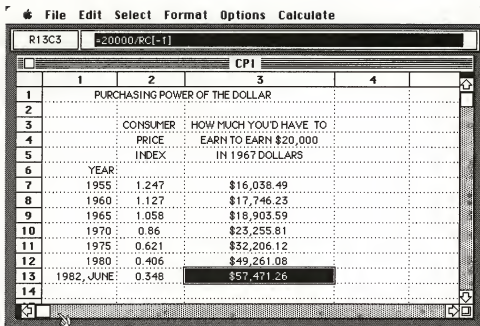 File Edit Select Format Options Calculate
R13C3 =20000/RC[-1]
CPI
1 2 3 4
1 PURCHASING POWER OF THE DOLLAR
2
3 CONSUMER HOW MUCH YOU'D HAVE TO
4 PRICE EARN TO EARN $20,000
5 INDEX IN 1967 DOLLARS
6 YEAR
7 1955 1.247 $16,038.49
8 1960 1.127 $17,746.23
9 1965 1.058 $18,903.59
10 1970 0.86 $23,255.81
11 1975 0.621 $32,206.12
12 1980 0.406 $49,261.08
13 1982, JUNE 0.348 $57,471.26
14